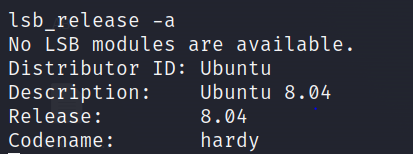 lsb_release -a
No LSB modules are available.
Distributor ID: Ubuntu
Description:    Ubuntu 8.04
Release:        8.04
Codename:       hardy